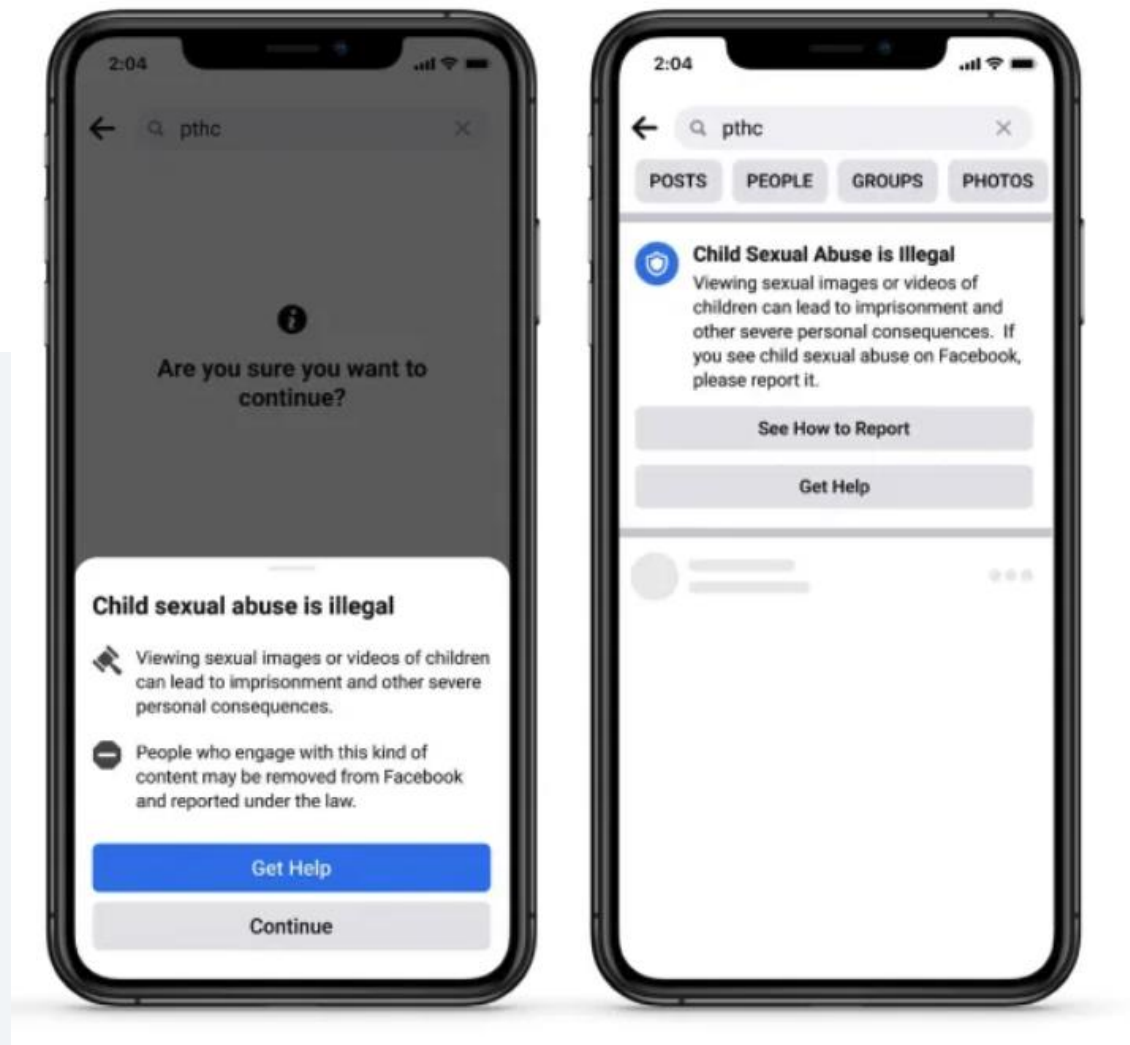 2:04
pthc
Are you sure you want to
continue?
Child sexual abuse is illegal
Viewing sexual images or videos of children
can lead to imprisonment and other severe
personal consequences.
People who engage with this kind of
content may be removed from Facebook
and reported under the law.
Get Help
Continue
2:04
pthc
POSTS PEOPLE GROUPS PHOTOS
Child Sexual Abuse is Illegal
Viewing sexual images or videos of
children can lead to imprisonment and
other severe personal consequences. If
you see child sexual abuse on Facebook,
please report it.
See How to Report
Get Help